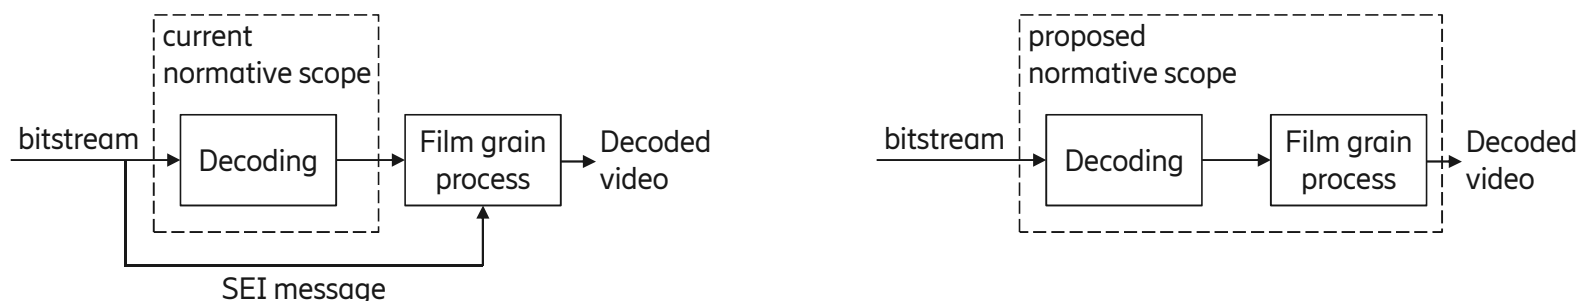 current
normative scope
bitstream
Decoding
Film grain
process
Decoded
video
SEI message
proposed
normative scope
bitstream
Decoding
Film grain
process
Decoded
video